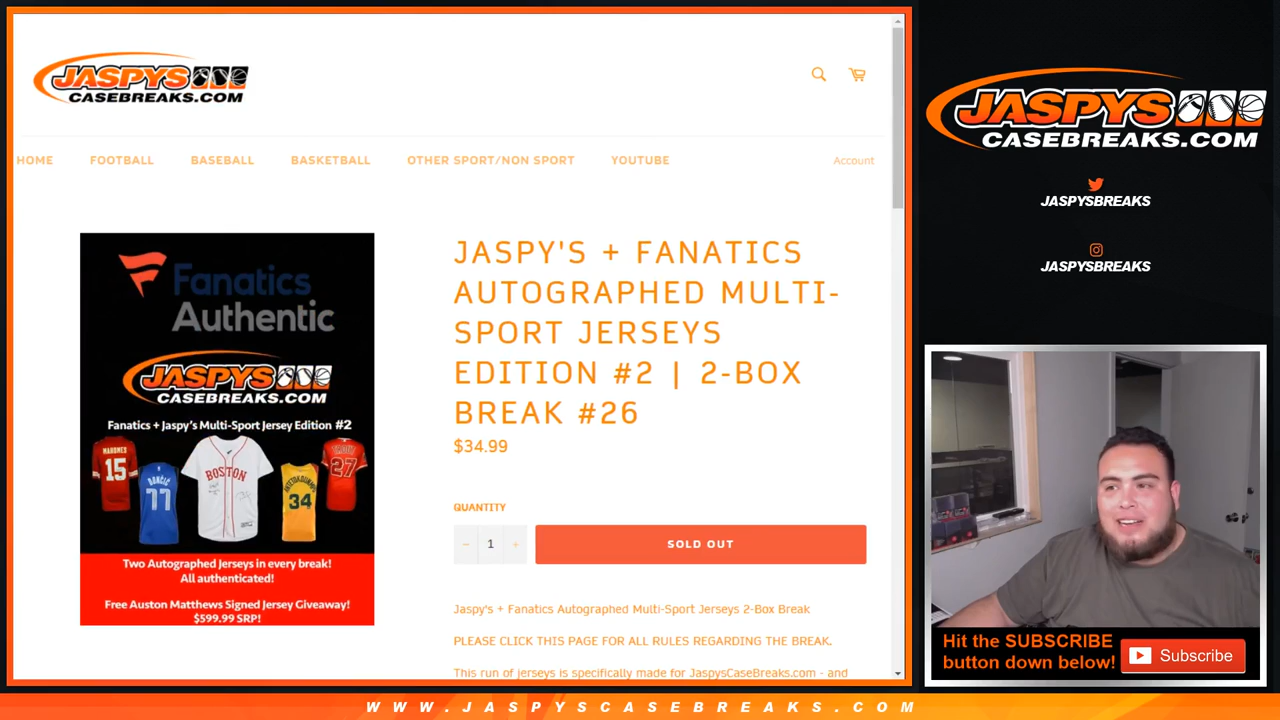 JASPYS
CASEBREAKS.COM
HOME FOOTBALL BASEBALL BASKETBALL OTHER SPORT/NON SPORT YOUTUBE Account
Fanatics
Authentic
JASPYS
CASEBREAKS.COM
Fanatics + Jaspy's Multi-Sport Jersey Edition #2
MAHOMES
15
DONČIĆ
77
BOSTON
ANTETOKOUNMPO
34
TROUT
27
Two Autographed Jerseys in every break!
All authenticated!
Free Auston Matthews Signed Jersey Giveaway!
$599.99 SRP!
JASPY'S + FANATICS
AUTOGRAPHED MULTI-
SPORT JERSEYS
EDITION #2 | 2-BOX
BREAK #26
$34.99
QUANTITY
− 1 +
SOLD OUT
Jaspy's + Fanatics Autographed Multi-Sport Jerseys 2-Box Break
PLEASE CLICK THIS PAGE FOR ALL RULES REGARDING THE BREAK.
This run of jerseys is specifically made for JaspysCaseBreaks.com - and
JASPYS
CASEBREAKS.COM
JASPYSBREAKS
JASPYSBREAKS
Hit the SUBSCRIBE
button down below!
Subscribe
WWW.JASPYSCASEBREAKS.COM